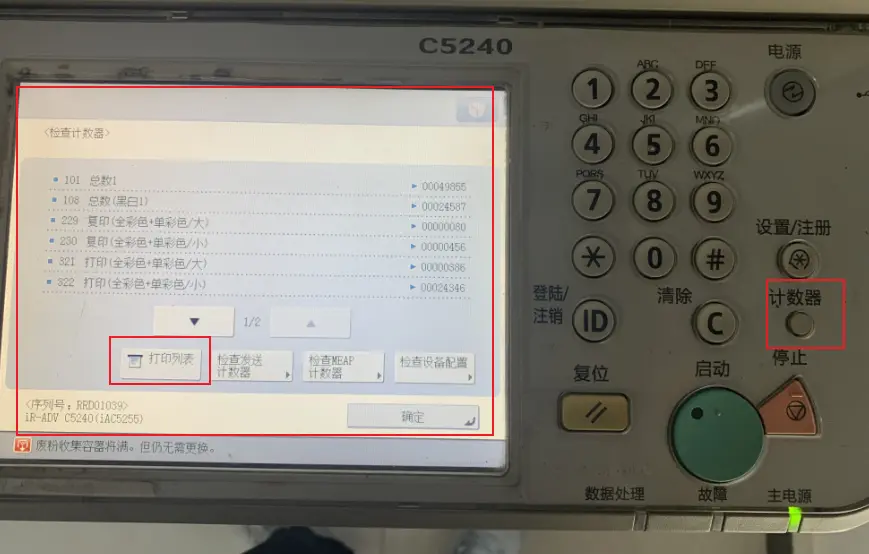 C5240
电源
<检查计数器>
101 总数1 00049855
108 总数(黑白1) 00024587
229 复印(全彩色+单彩色/大) 00000080
230 复印(全彩色+单彩色/小) 00000456
321 打印(全彩色+单彩色/大) 00000386
322 打印(全彩色+单彩色/小) 00024346
1/2
打印列表
检查发送
计数器
检查MEAP
计数器
检查设备配置
<序列号:RRD01039>
iR-ADV C5240(iAC5255)
确定
废粉收集容器将满。但仍无需更换。
1
ABC
2
DEF
3
GHI
4
JKL
5
MNO
6
PQRS
7
TUV
8
WXYZ
9
0
#
设置/注册
登陆/
注销
ID
清除
C
计数器
停止
复位
启动
数据处理
故障
主电源